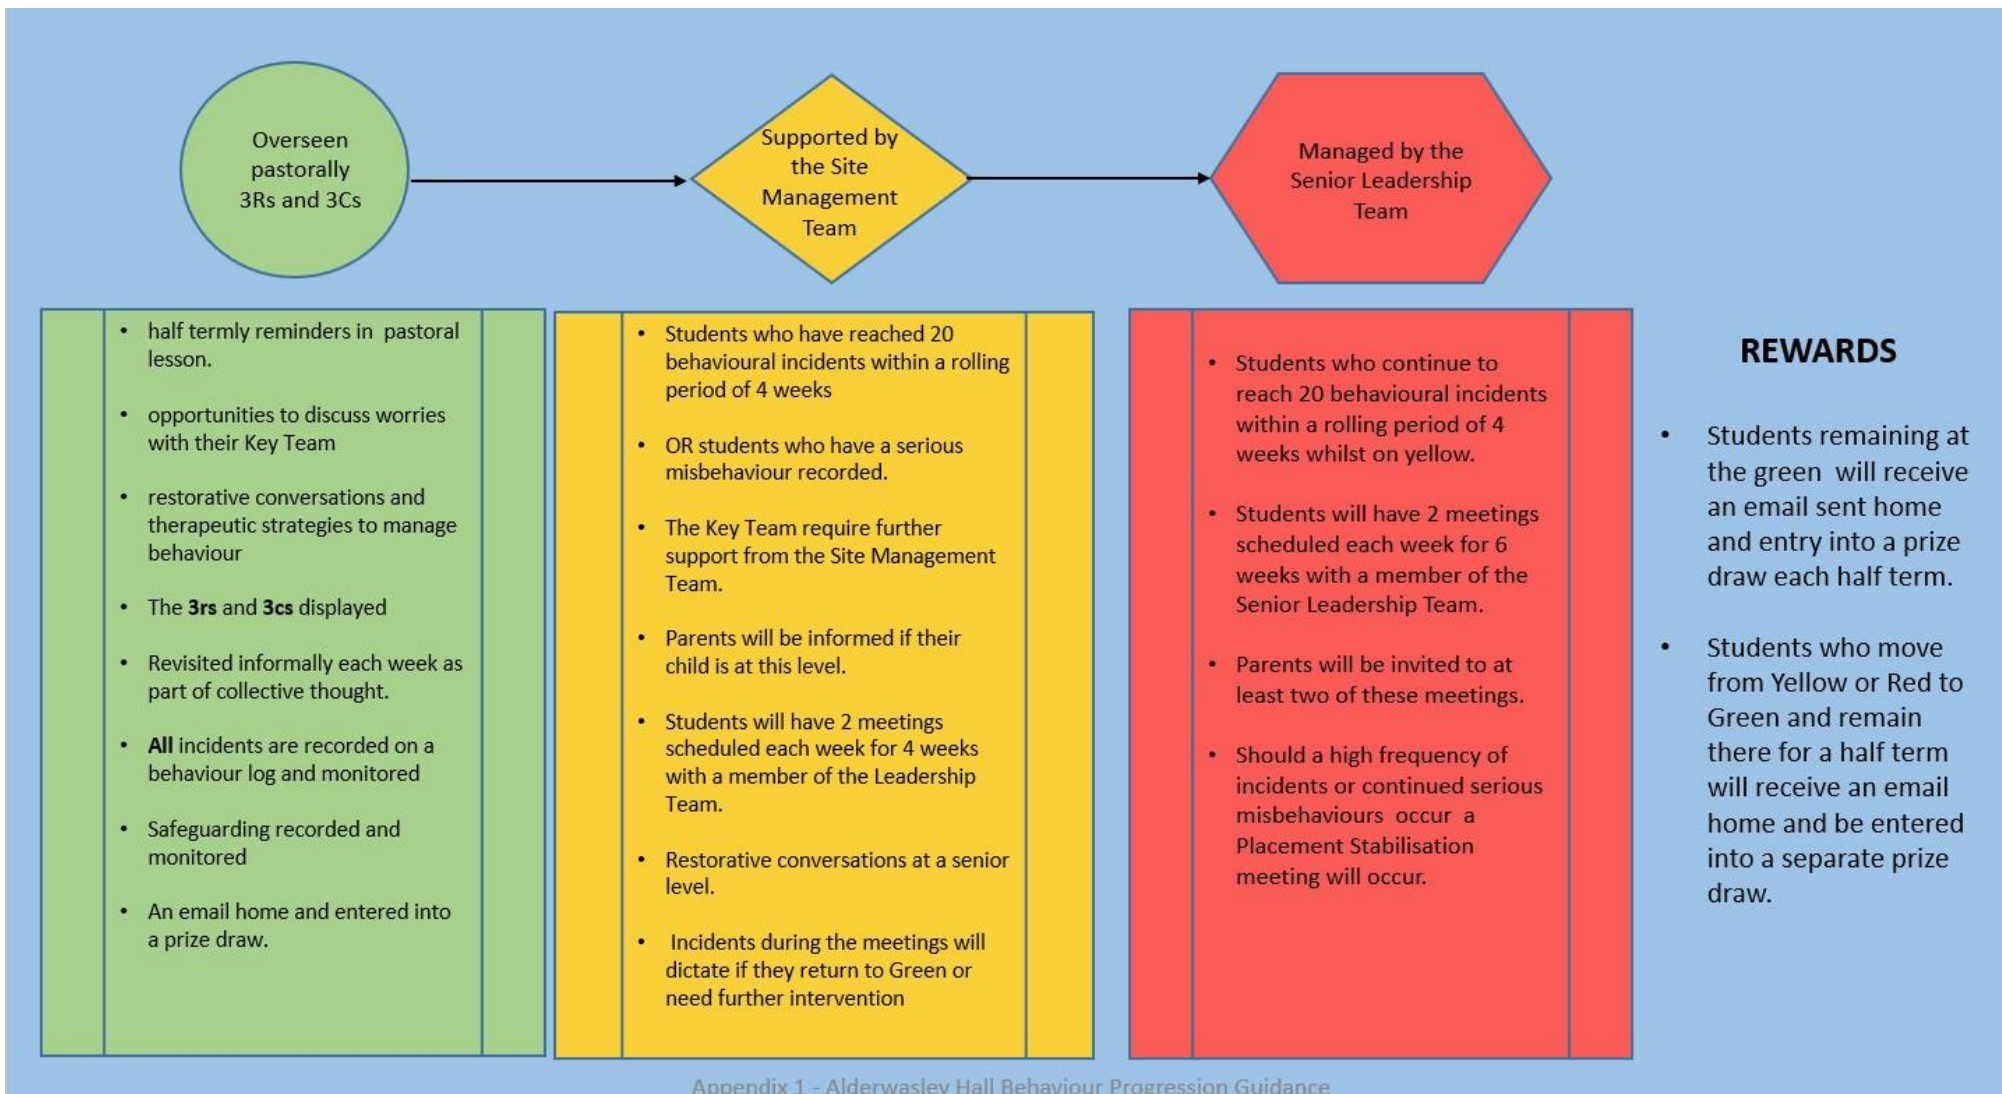 Overseen
pastorally
3Rs and 3Cs
Supported by
the Site
Management
Team
Managed by the
Senior Leadership
Team
• half termly reminders in pastoral
lesson.
• opportunities to discuss worries
with their Key Team
• restorative conversations and
therapeutic strategies to manage
behaviour
• The 3rs and 3cs displayed
• Revisited informally each week as
part of collective thought.
• All incidents are recorded on a
behaviour log and monitored
• Safeguarding recorded and
monitored
• An email home and entered into
a prize draw.
• Students who have reached 20
behavioural incidents within a rolling
period of 4 weeks
• OR students who have a serious
misbehaviour recorded.
• The Key Team require further
support from the Site Management
Team.
• Parents will be informed if their
child is at this level.
• Students will have 2 meetings
scheduled each week for 4 weeks
with a member of the Leadership
Team.
• Restorative conversations at a senior
level.
• Incidents during the meetings will
dictate if they return to Green or
need further intervention
• Students who continue to
reach 20 behavioural incidents
within a rolling period of 4
weeks whilst on yellow.
• Students will have 2 meetings
scheduled each week for 6
weeks with a member of the
Senior Leadership Team.
• Parents will be invited to at
least two of these meetings.
• Should a high frequency of
incidents or continued serious
misbehaviours occur a
Placement Stabilisation
meeting will occur.
REWARDS
• Students remaining at
the green will receive
an email sent home
and entry into a prize
draw each half term.
• Students who move
from Yellow or Red to
Green and remain
there for a half term
will receive an email
home and be entered
into a separate prize
draw.
Appendix 1 - Alderwasley Hall Behaviour Progression Guidance